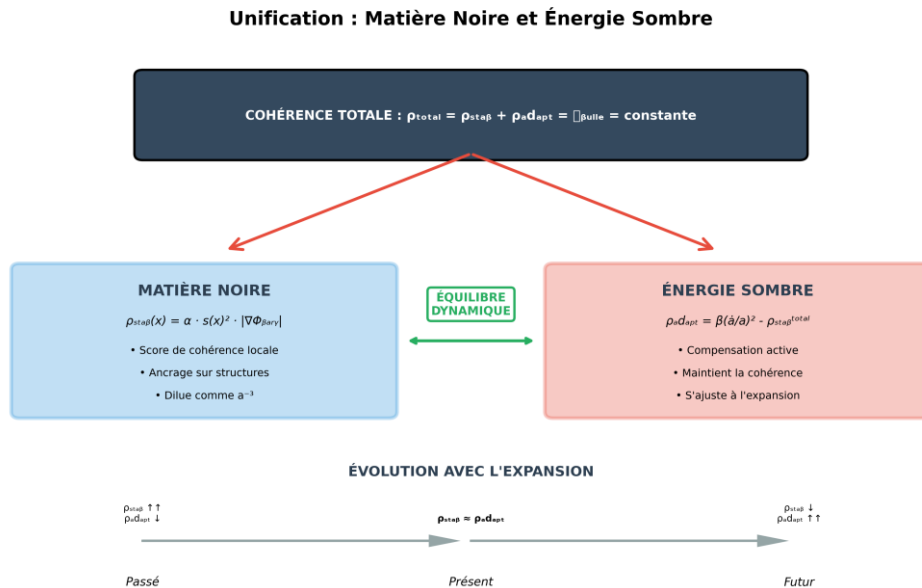 Unification : Matière Noire et Énergie Sombre
COHÉRENCE TOTALE : ρₜₒₜₐₗ = ρₛₜₐᵦ + ρₐdₐₚₜ = ᵦᵤₗₗₑ = constante
MATIÈRE NOIRE
ρₛₜₐᵦ(x) = α · s(x)² · |∇Φᵦₐᵣᵧ|
• Score de cohérence locale
• Ancrage sur structures
• Dilue comme a⁻³
ÉQUILIBRE
DYNAMIQUE
ÉNERGIE SOMBRE
ρₐdₐₚₜ = β(ȧ/a)² - ρₛₜₐᵦᵗᵒᵗᵃˡ
• Compensation active
• Maintient la cohérence
• S'ajuste à l'expansion
ÉVOLUTION AVEC L'EXPANSION
ρₛₜₐᵦ ↑↑
ρₐdₐₚₜ ↓
ρₛₜₐᵦ ≈ ρₐdₐₚₜ
ρₛₜₐᵦ ↓
ρₐdₐₚₜ ↑↑
Passé
Présent
Futur